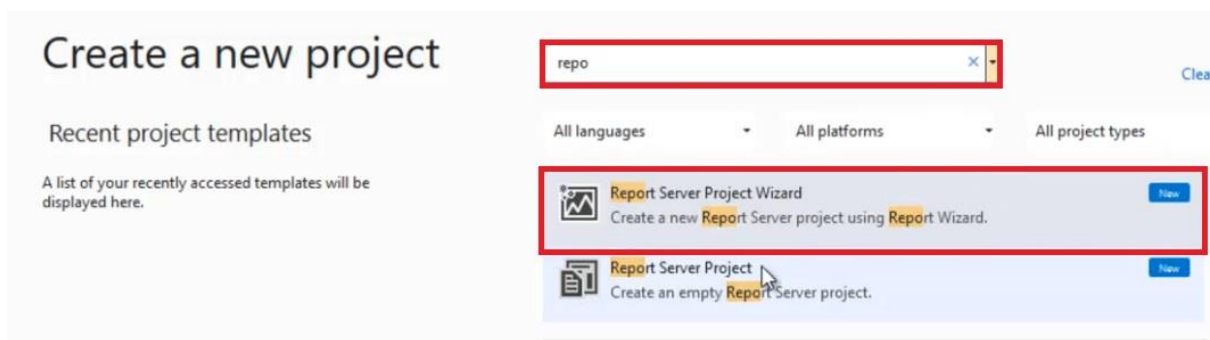 Create a new project
repo
Clea
Recent project templates
All languages
All platforms
All project types
A list of your recently accessed templates will be
displayed here.
Report Server Project Wizard
New
Create a new Report Server project using Report Wizard.
Report Server Project
New
Create an empty Report Server project.